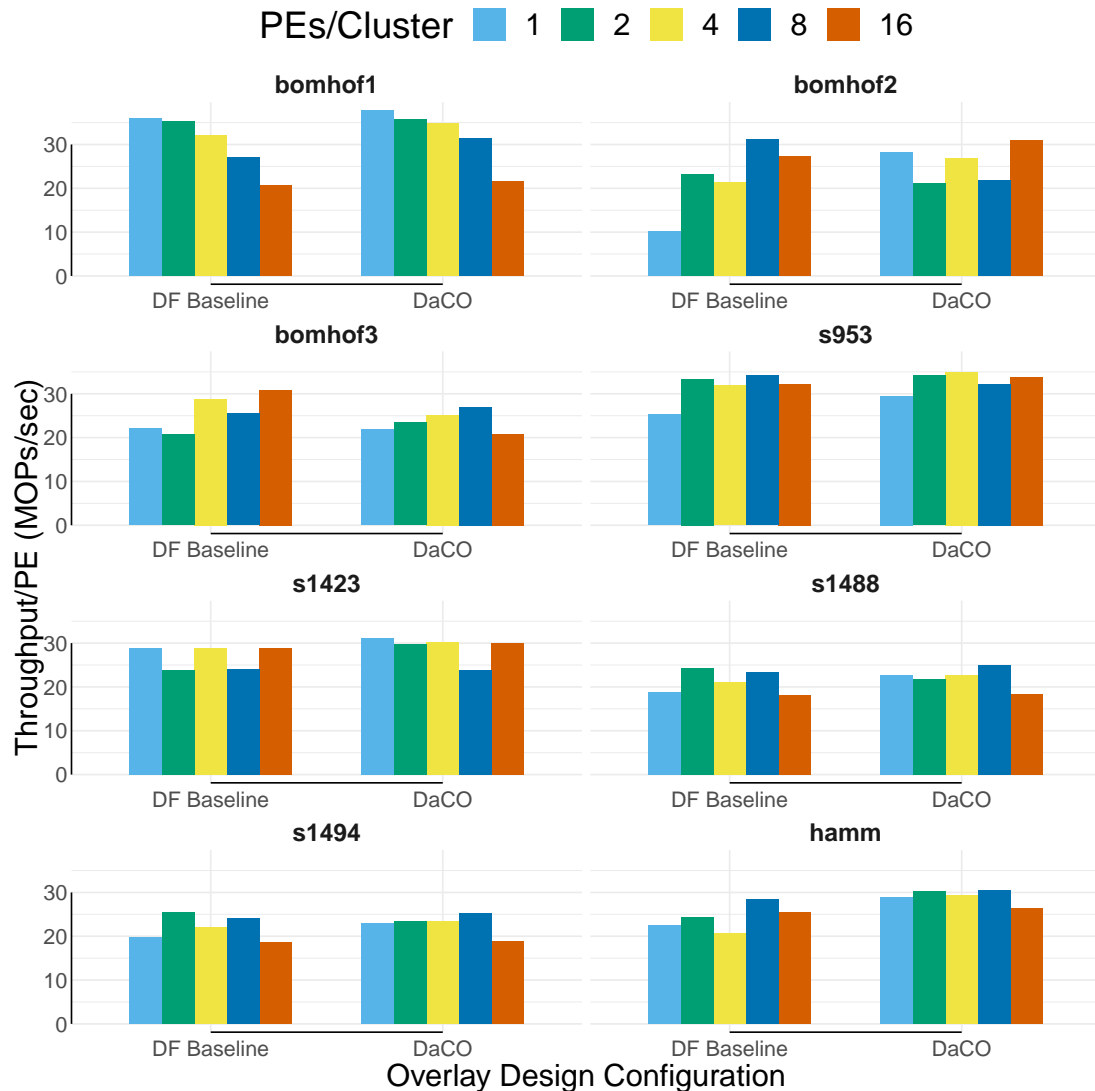 PEs/Cluster 1 2 4 8 16
bomhof1 bomhof2
30
20
10
0
DF Baseline DaCO DF Baseline DaCO
bomhof3 s953
30
20
10
0
DF Baseline DaCO DF Baseline DaCO
s1423 s1488
30
20
10
0
DF Baseline DaCO DF Baseline DaCO
s1494 hamm
30
20
10
0
DF Baseline DaCO DF Baseline DaCO
Throughput/PE (MOPs/sec)
Overlay Design Configuration